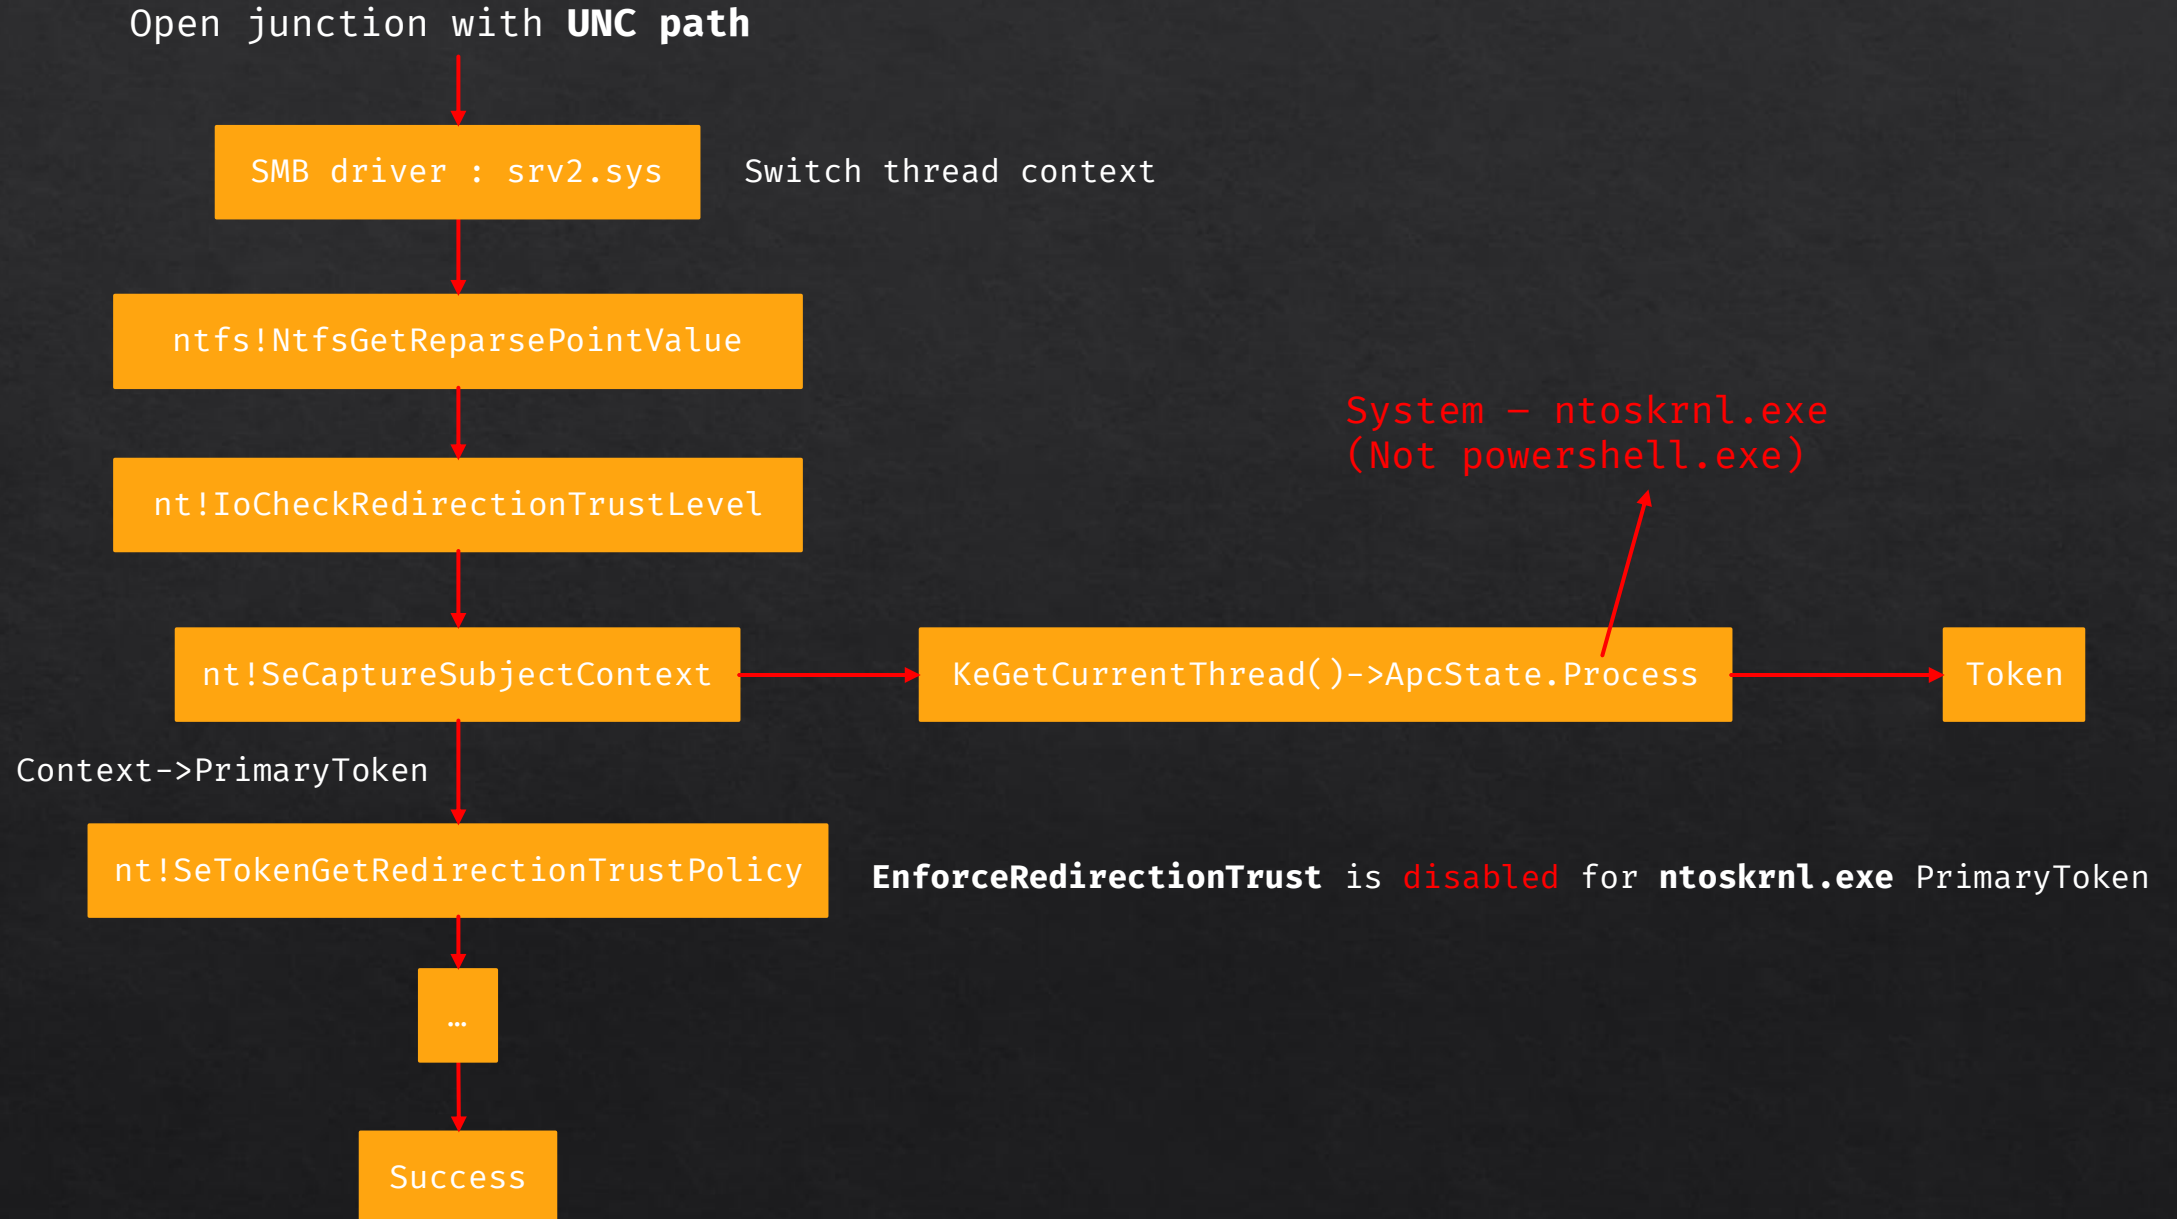 Open junction with UNC path
SMB driver : srv2.sys
Switch thread context
ntfs!NtfsGetReparsePointValue
System – ntoskrnl.exe
(Not powershell.exe)
nt!IoCheckRedirectionTrustLevel
nt!SeCaptureSubjectContext
KeGetCurrentThread()->ApcState.Process
Token
Context->PrimaryToken
nt!SeTokenGetRedirectionTrustPolicy
EnforceRedirectionTrust is disabled for ntoskrnl.exe PrimaryToken
…
Success